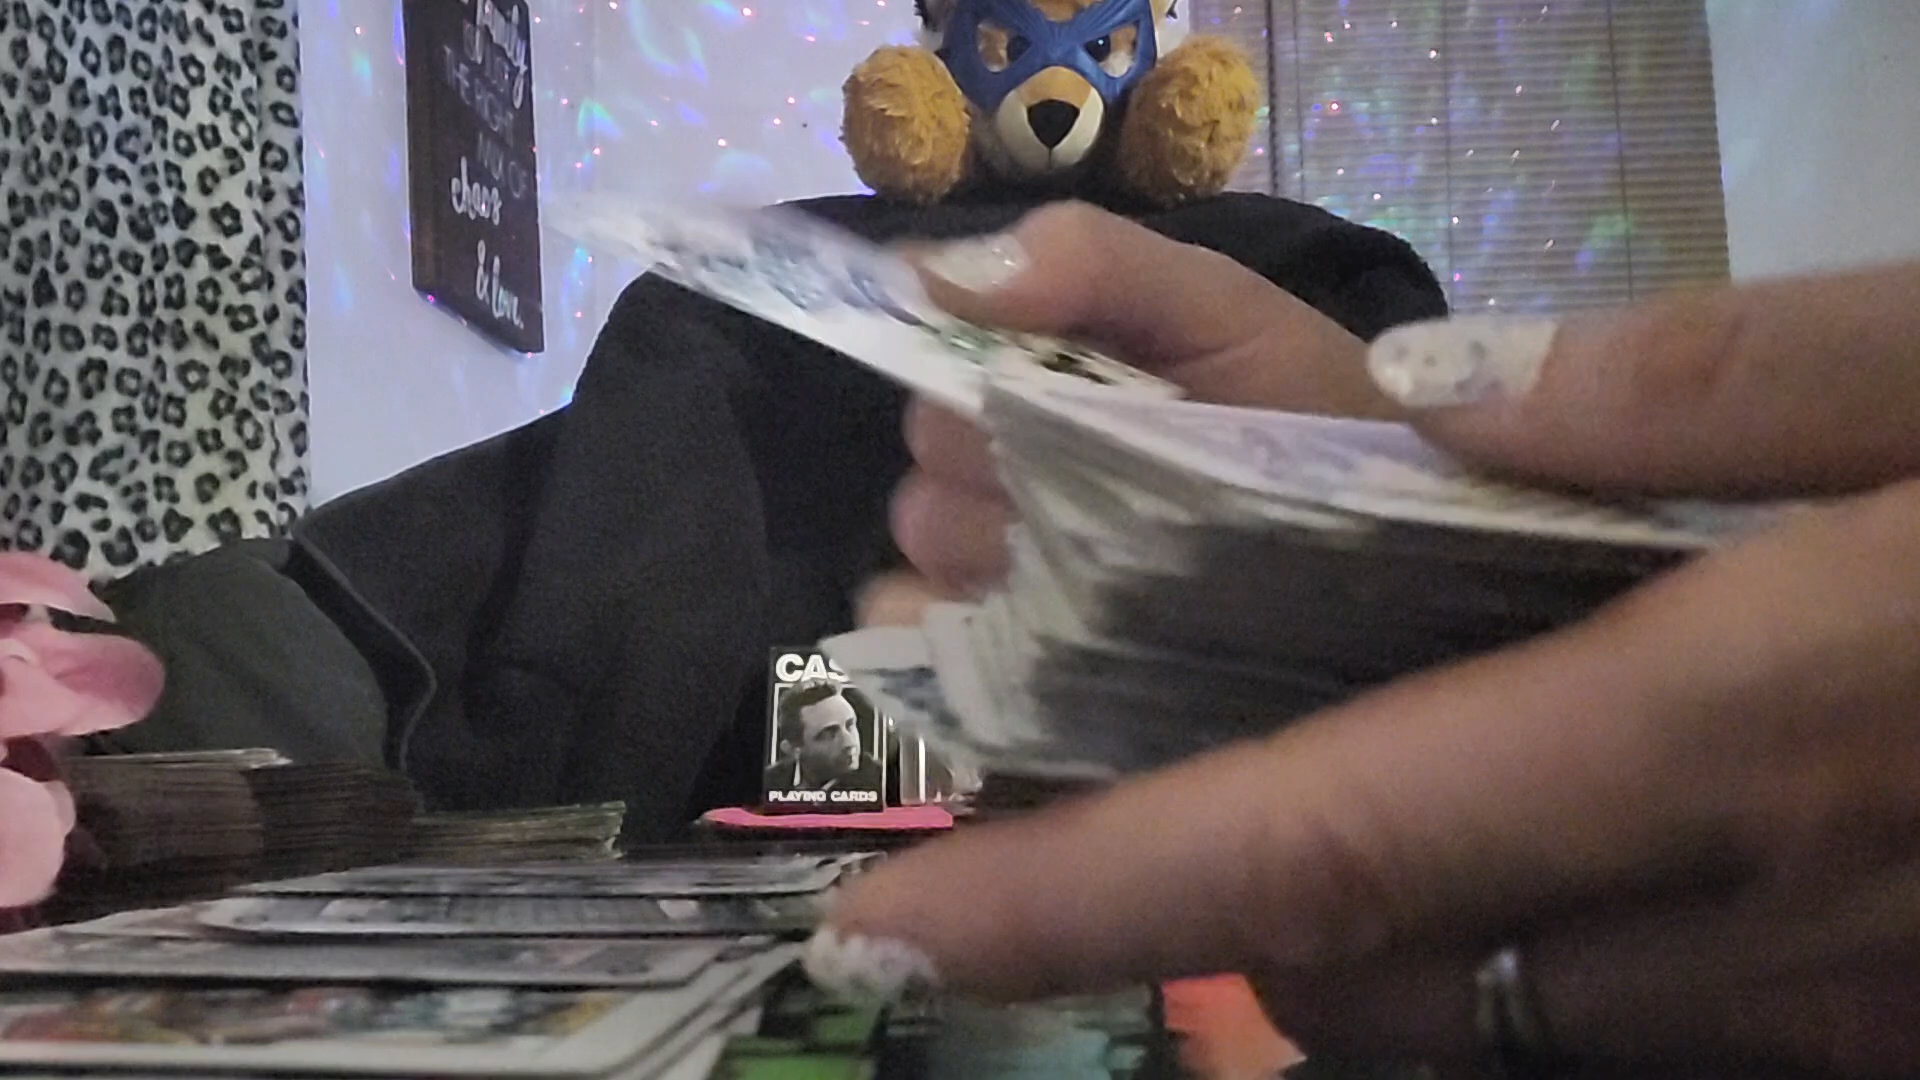 family
THE RIGHT
MIX OF
chaos
& love.
CAS
PLAYING CARDS